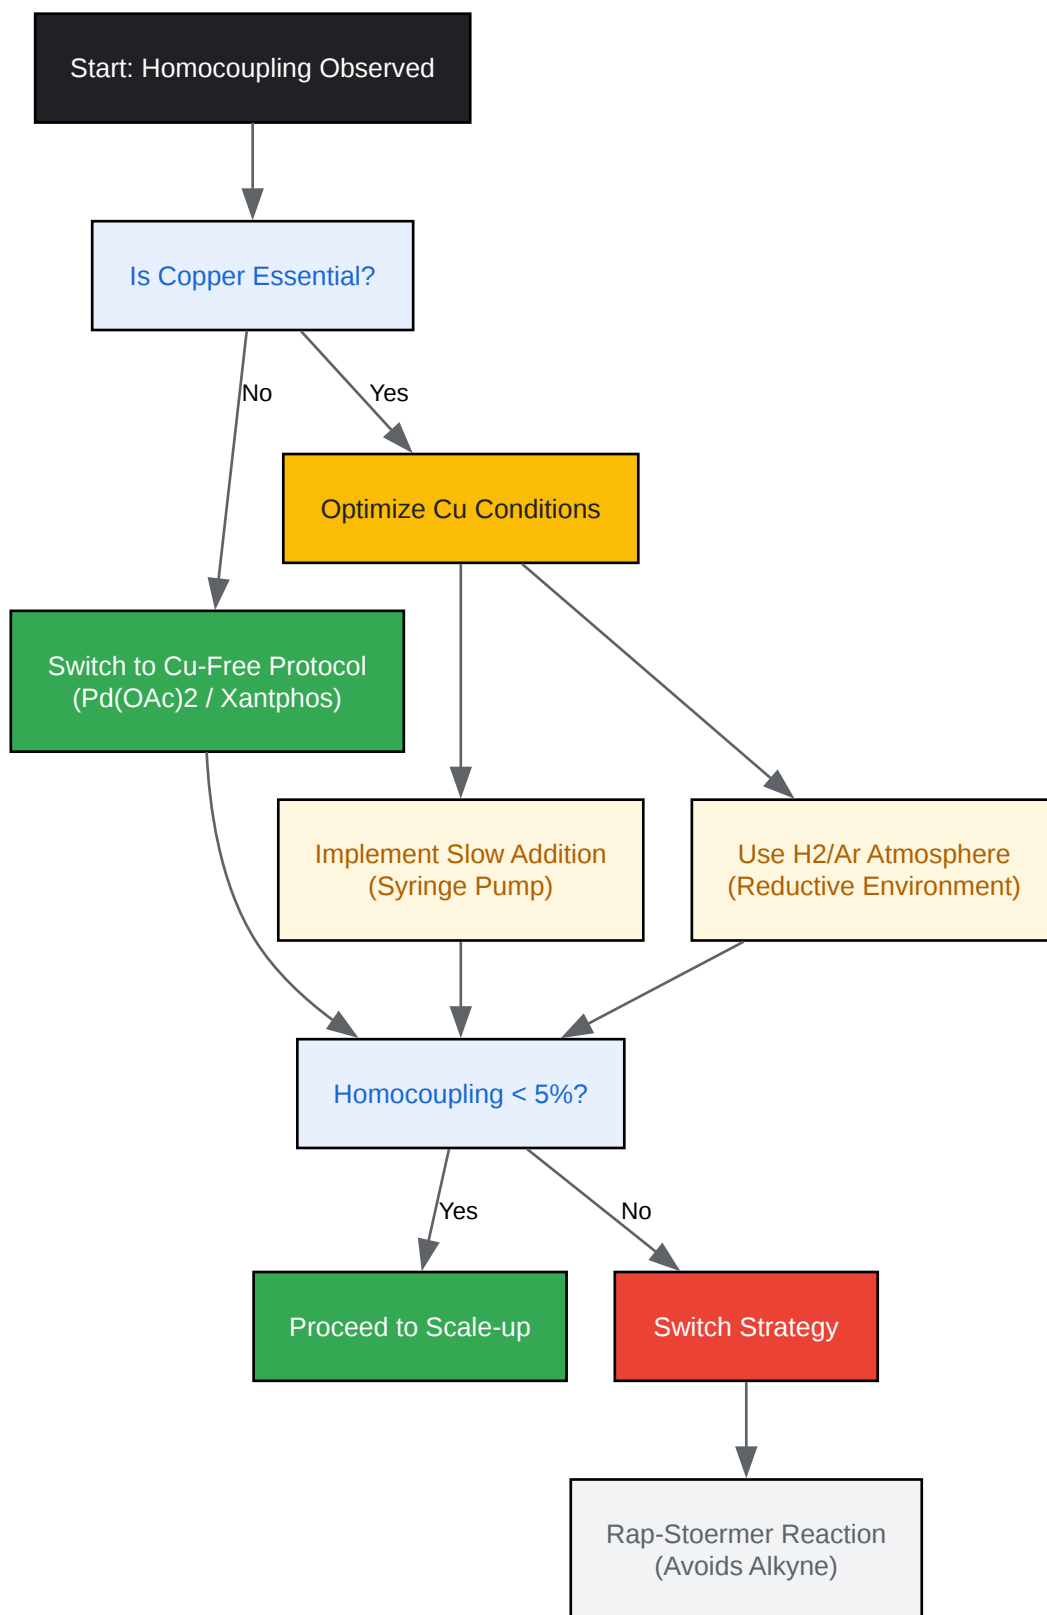 Start: Homocoupling Observed
Is Copper Essential?
No
Yes
Optimize Cu Conditions
Switch to Cu-Free Protocol
(Pd(OAc)2 / Xantphos)
Implement Slow Addition
(Syringe Pump)
Use H2/Ar Atmosphere
(Reductive Environment)
Homocoupling < 5%?
Yes
No
Proceed to Scale-up
Switch Strategy
Rap-Stoermer Reaction
(Avoids Alkyne)